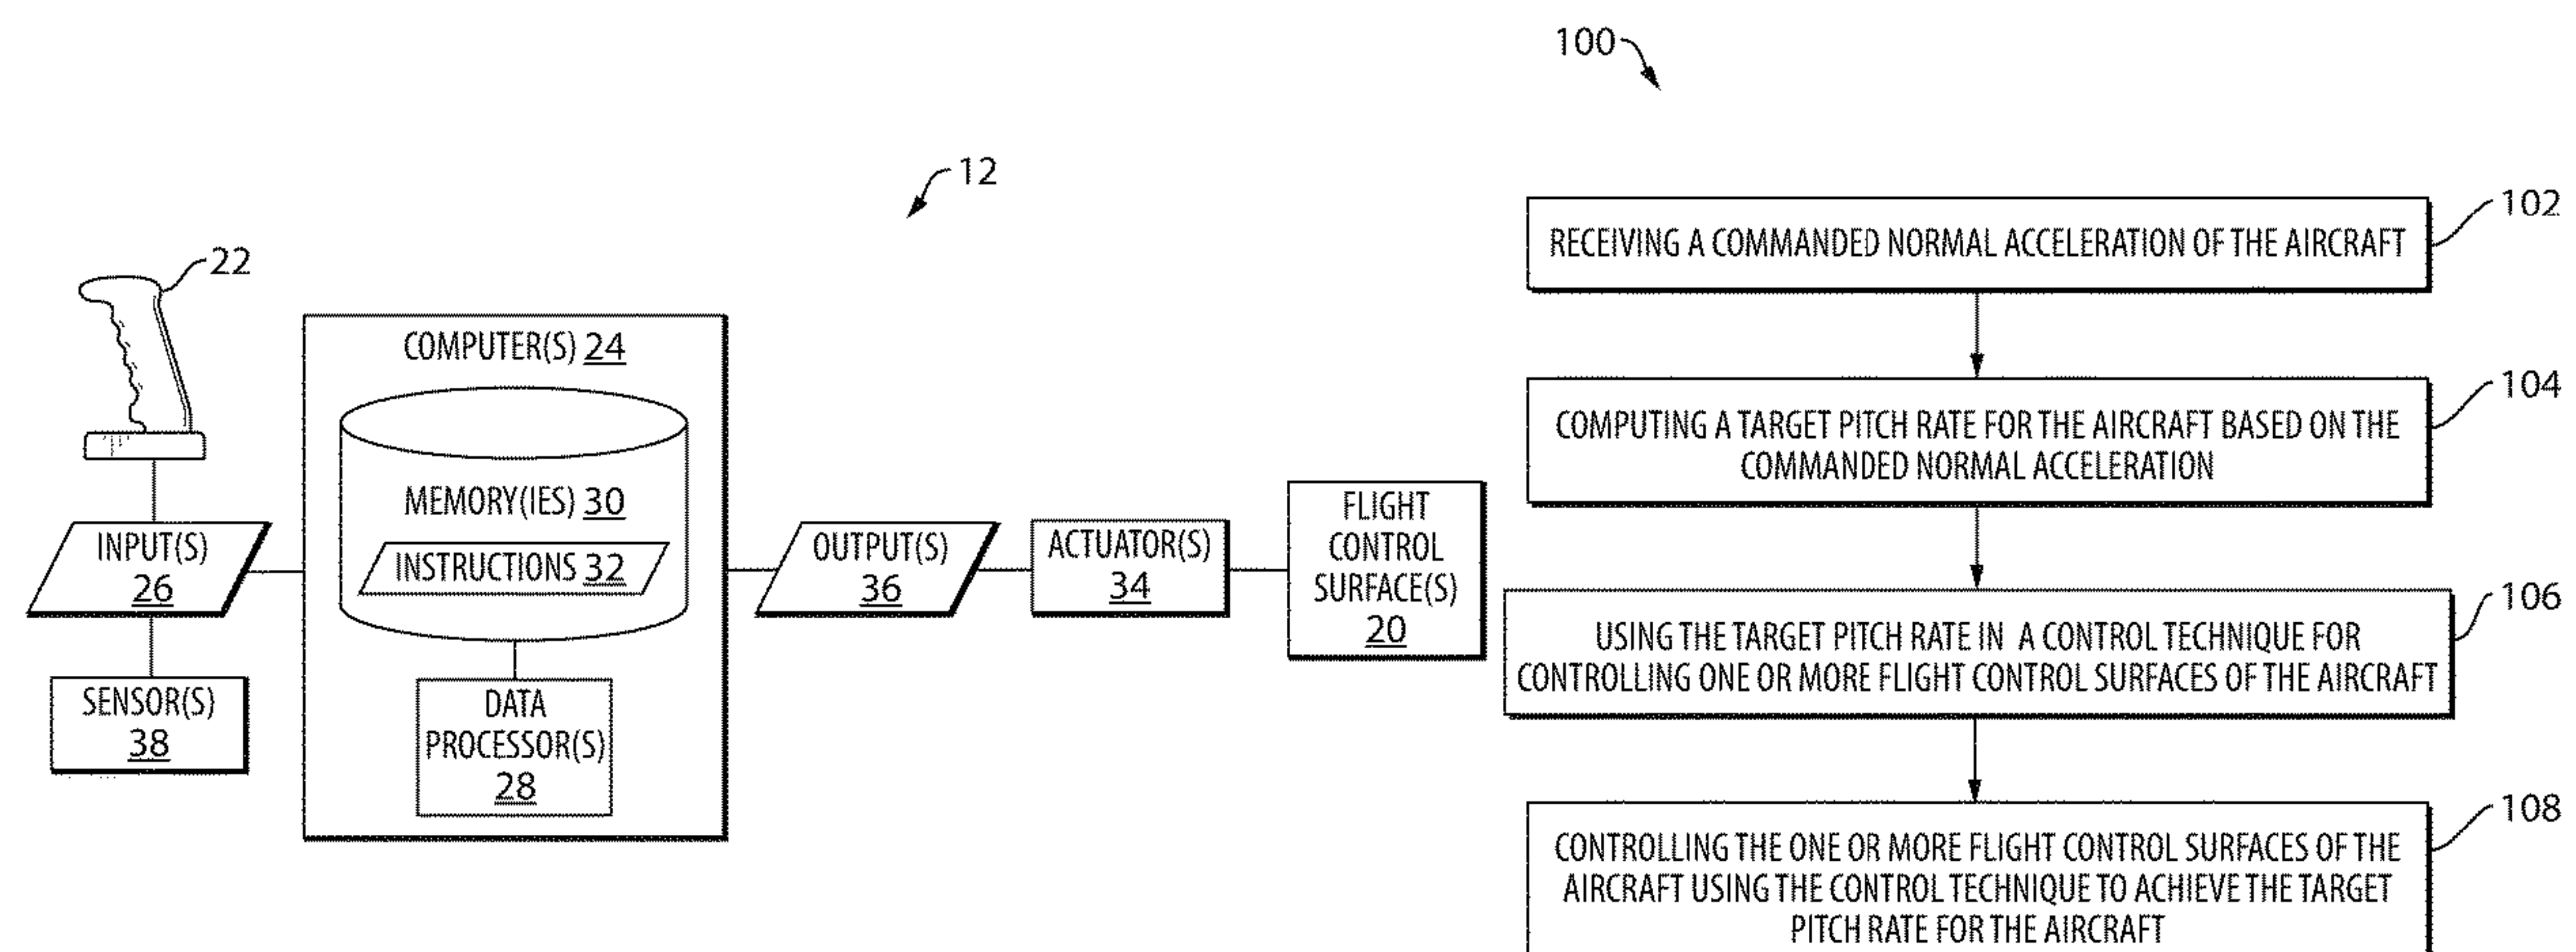 12
22
COMPUTER(S) 24
MEMORY(IES) 30
INSTRUCTIONS 32
DATA
PROCESSOR(S)
28
INPUT(S)
26
SENSOR(S)
38
OUTPUT(S)
36
ACTUATOR(S)
34
FLIGHT
CONTROL
SURFACE(S)
20
100
RECEIVING A COMMANDED NORMAL ACCELERATION OF THE AIRCRAFT
102
COMPUTING A TARGET PITCH RATE FOR THE AIRCRAFT BASED ON THE
COMMANDED NORMAL ACCELERATION
104
USING THE TARGET PITCH RATE IN A CONTROL TECHNIQUE FOR
CONTROLLING ONE OR MORE FLIGHT CONTROL SURFACES OF THE AIRCRAFT
106
CONTROLLING THE ONE OR MORE FLIGHT CONTROL SURFACES OF THE
AIRCRAFT USING THE CONTROL TECHNIQUE TO ACHIEVE THE TARGET
PITCH RATE FOR THE AIRCRAFT
108